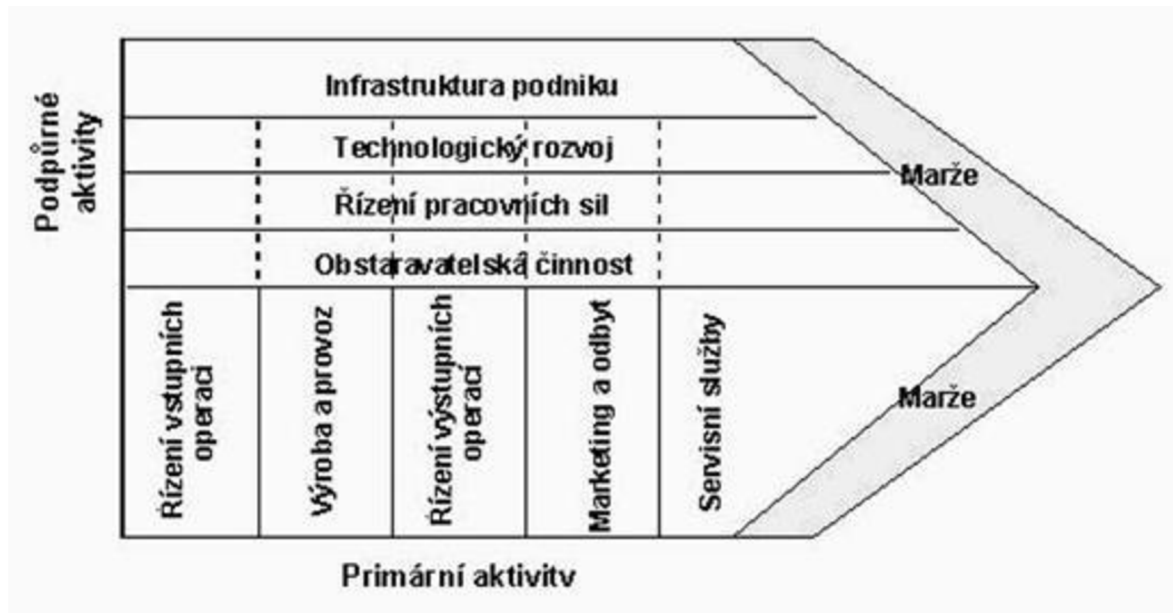 Podpůrné
aktivity
Infrastruktura podniku
Technologický rozvoj
Řízení pracovních sil
Obstaravatelská činnost
Marže
Řízení vstupních
operací
Výroba a provoz
Řízení výstupních
operací
Marketing a odbyt
Servisní služby
Marže
Primární aktivity